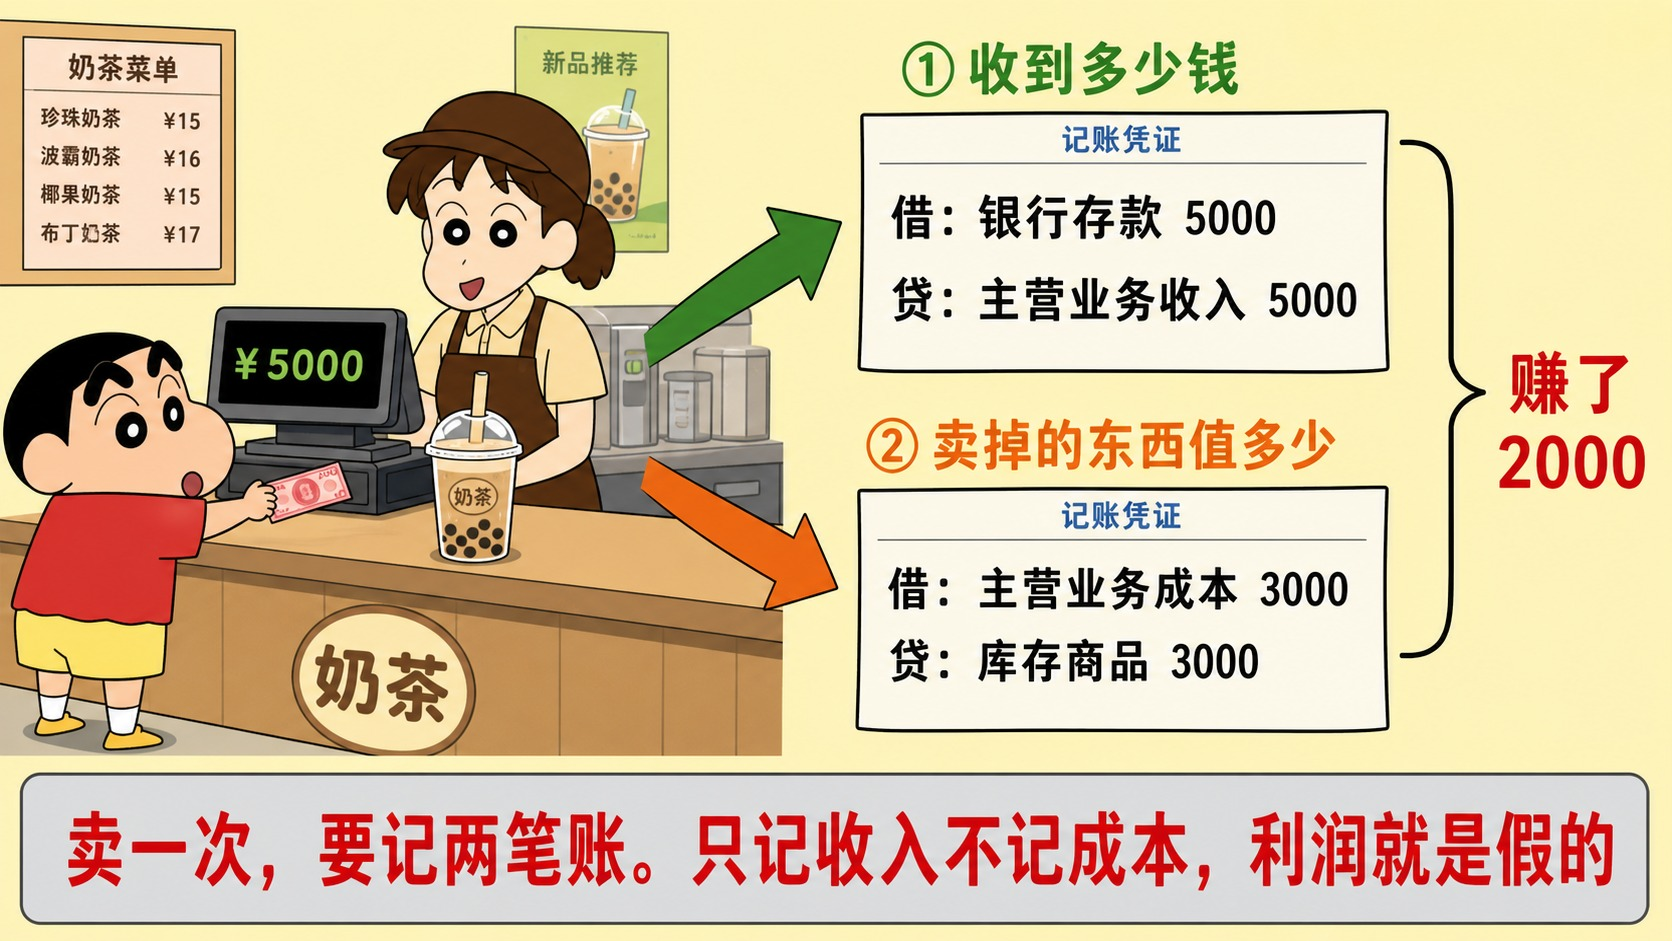 奶茶菜单
珍珠奶茶 ¥15
波霸奶茶 ¥16
椰果奶茶 ¥15
布丁奶茶 ¥17
新品推荐
¥5000
奶茶
奶茶
① 收到多少钱
记账凭证
借：银行存款 5000
贷：主营业务收入 5000
② 卖掉的东西值多少
记账凭证
借：主营业务成本 3000
贷：库存商品 3000
赚了
2000
卖一次，要记两笔账。只记收入不记成本，利润就是假的